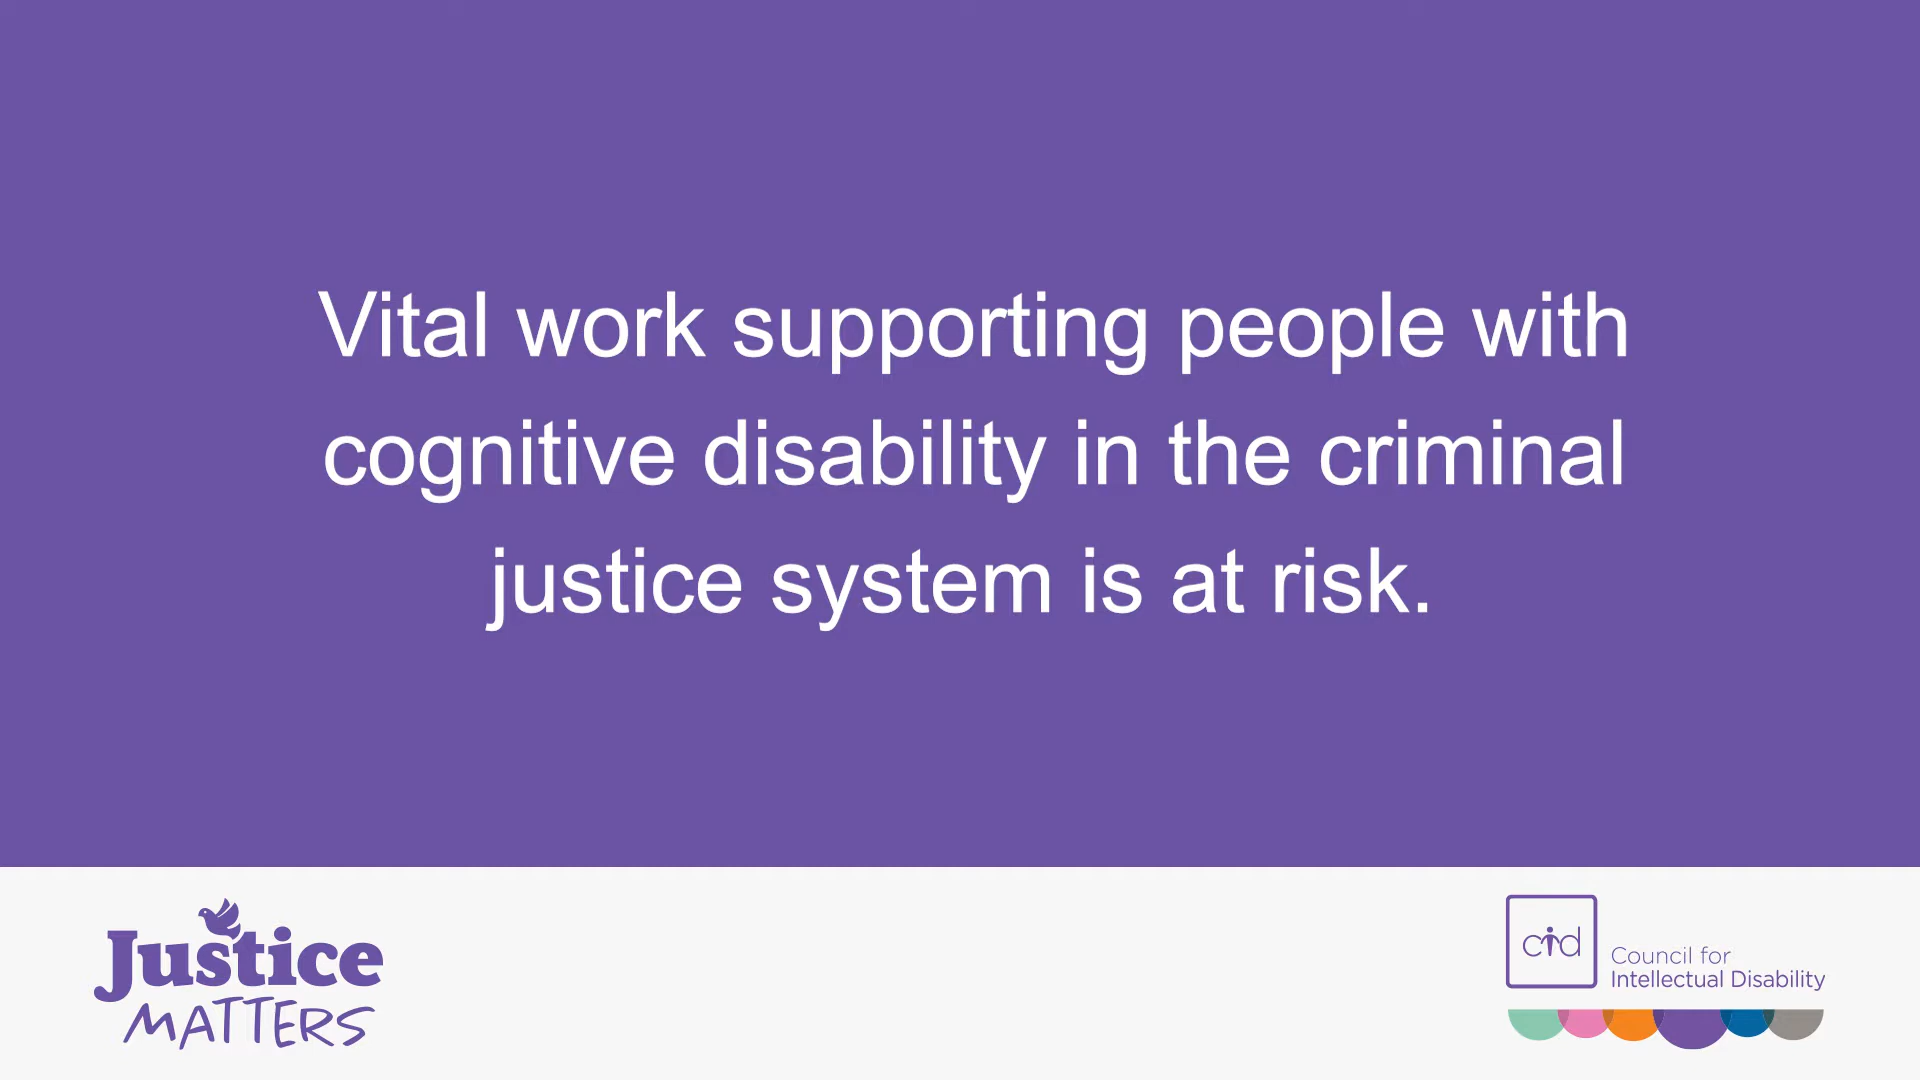 Vital work supporting people with
cognitive disability in the criminal
justice system is at risk.
Justice
MATTERS
cid
Council for
Intellectual Disability